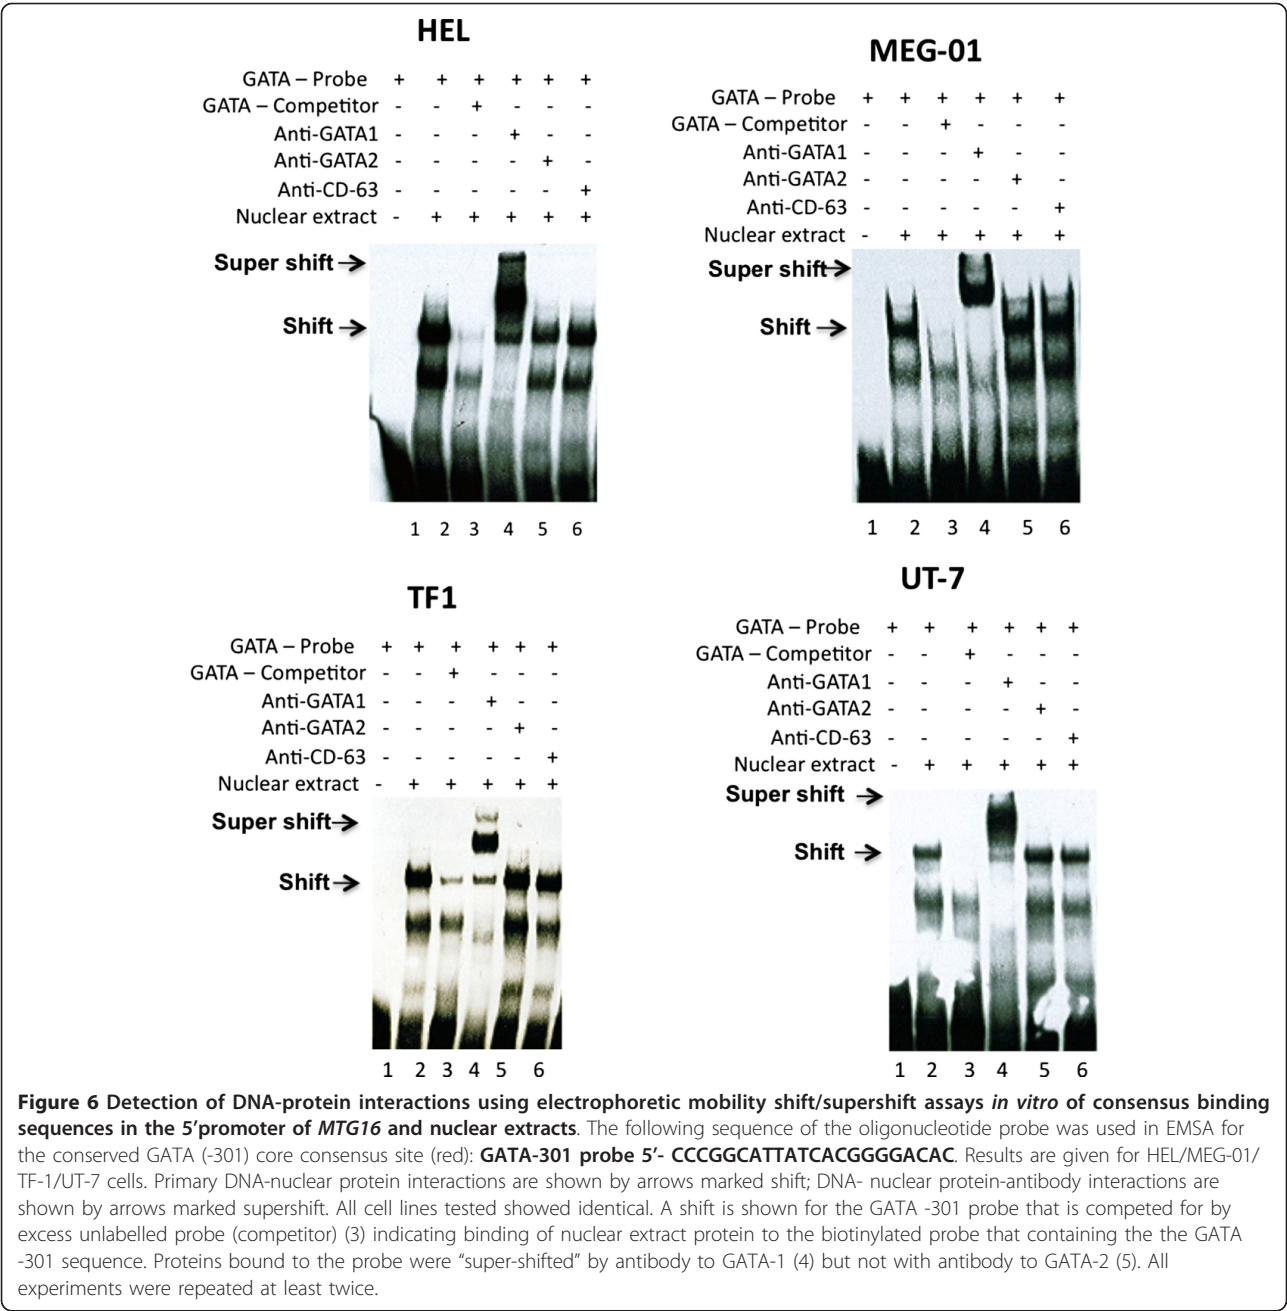 HEL
GATA – Probe + + + + + +
GATA – Competitor - - + - - -
Anti-GATA1 - - - + - -
Anti-GATA2 - - - - + -
Anti-CD-63 - - - - - +
Nuclear extract - + + + + +
Super shift
Shift
1 2 3 4 5 6
MEG-01
GATA – Probe + + + + + +
GATA – Competitor - - + - - -
Anti-GATA1 - - - + - -
Anti-GATA2 - - - - + -
Anti-CD-63 - - - - - +
Nuclear extract - + + + + +
Super shift
Shift
1 2 3 4 5 6
TF1
GATA – Probe + + + + + +
GATA – Competitor - - + - - -
Anti-GATA1 - - - + - -
Anti-GATA2 - - - - + -
Anti-CD-63 - - - - - +
Nuclear extract - + + + + +
Super shift
Shift
1 2 3 4 5 6
UT-7
GATA – Probe + + + + + +
GATA – Competitor - - + - - -
Anti-GATA1 - - - + - -
Anti-GATA2 - - - - + -
Anti-CD-63 - - - - - +
Nuclear extract - + + + + +
Super shift
Shift
1 2 3 4 5 6
Figure 6 Detection of DNA-protein interactions using electrophoretic mobility shift/supershift assays in vitro of consensus binding
sequences in the 5'promoter of MTG16 and nuclear extracts. The following sequence of the oligonucleotide probe was used in EMSA for
the conserved GATA (-301) core consensus site (red): GATA-301 probe 5'- CCCGGCATTATCACGGGGACAC. Results are given for HEL/MEG-01/
TF-1/UT-7 cells. Primary DNA-nuclear protein interactions are shown by arrows marked shift; DNA- nuclear protein-antibody interactions are
shown by arrows marked supershift. All cell lines tested showed identical. A shift is shown for the GATA -301 probe that is competed for by
excess unlabelled probe (competitor) (3) indicating binding of nuclear extract protein to the biotinylated probe that containing the the GATA
-301 sequence. Proteins bound to the probe were "super-shifted" by antibody to GATA-1 (4) but not with antibody to GATA-2 (5). All
experiments were repeated at least twice.